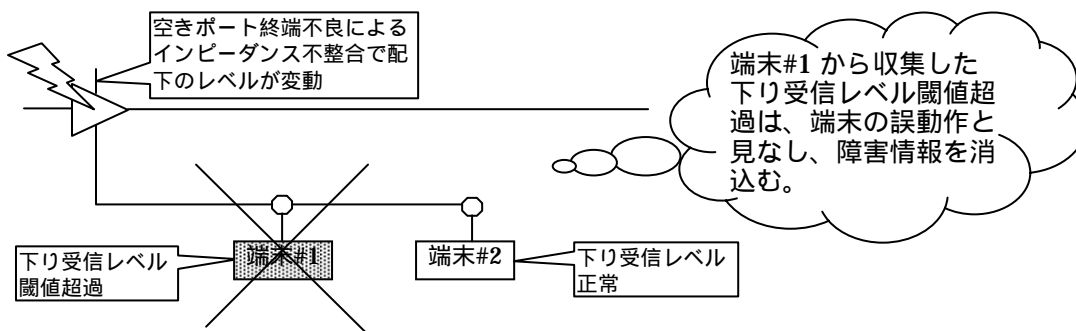 空きポート終端不良による
インピーダンス不整合で配
下のレベルが変動
端末#1 から収集した
下り受信レベル閾値超
過は、端末の誤動作と
見なし、障害情報を消
込む。
下り受信レベル
閾値超過
端末#1
端末#2
下り受信レベル
正常